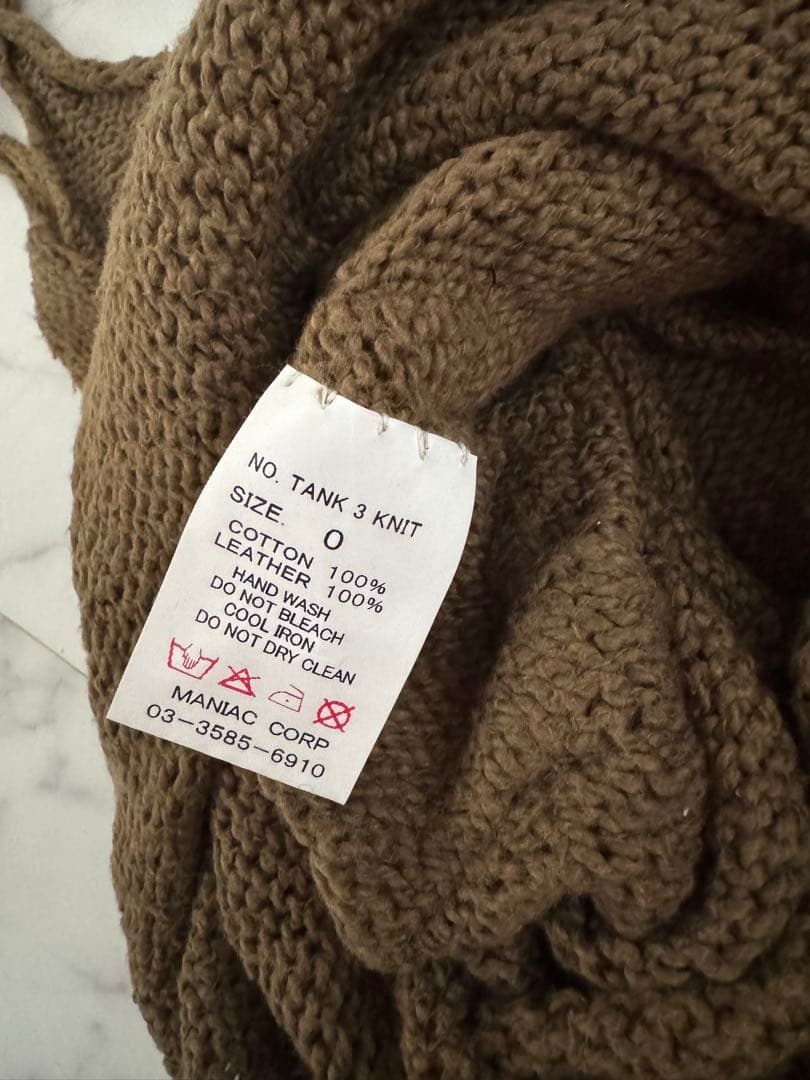 NO. TANK 3 KNIT
SIZE. 0
COTTON 100%
LEATHER 100%
HAND WASH
DO NOT BLEACH
COOL IRON
DO NOT DRY CLEAN
MANIAC CORP
03-3585-6910